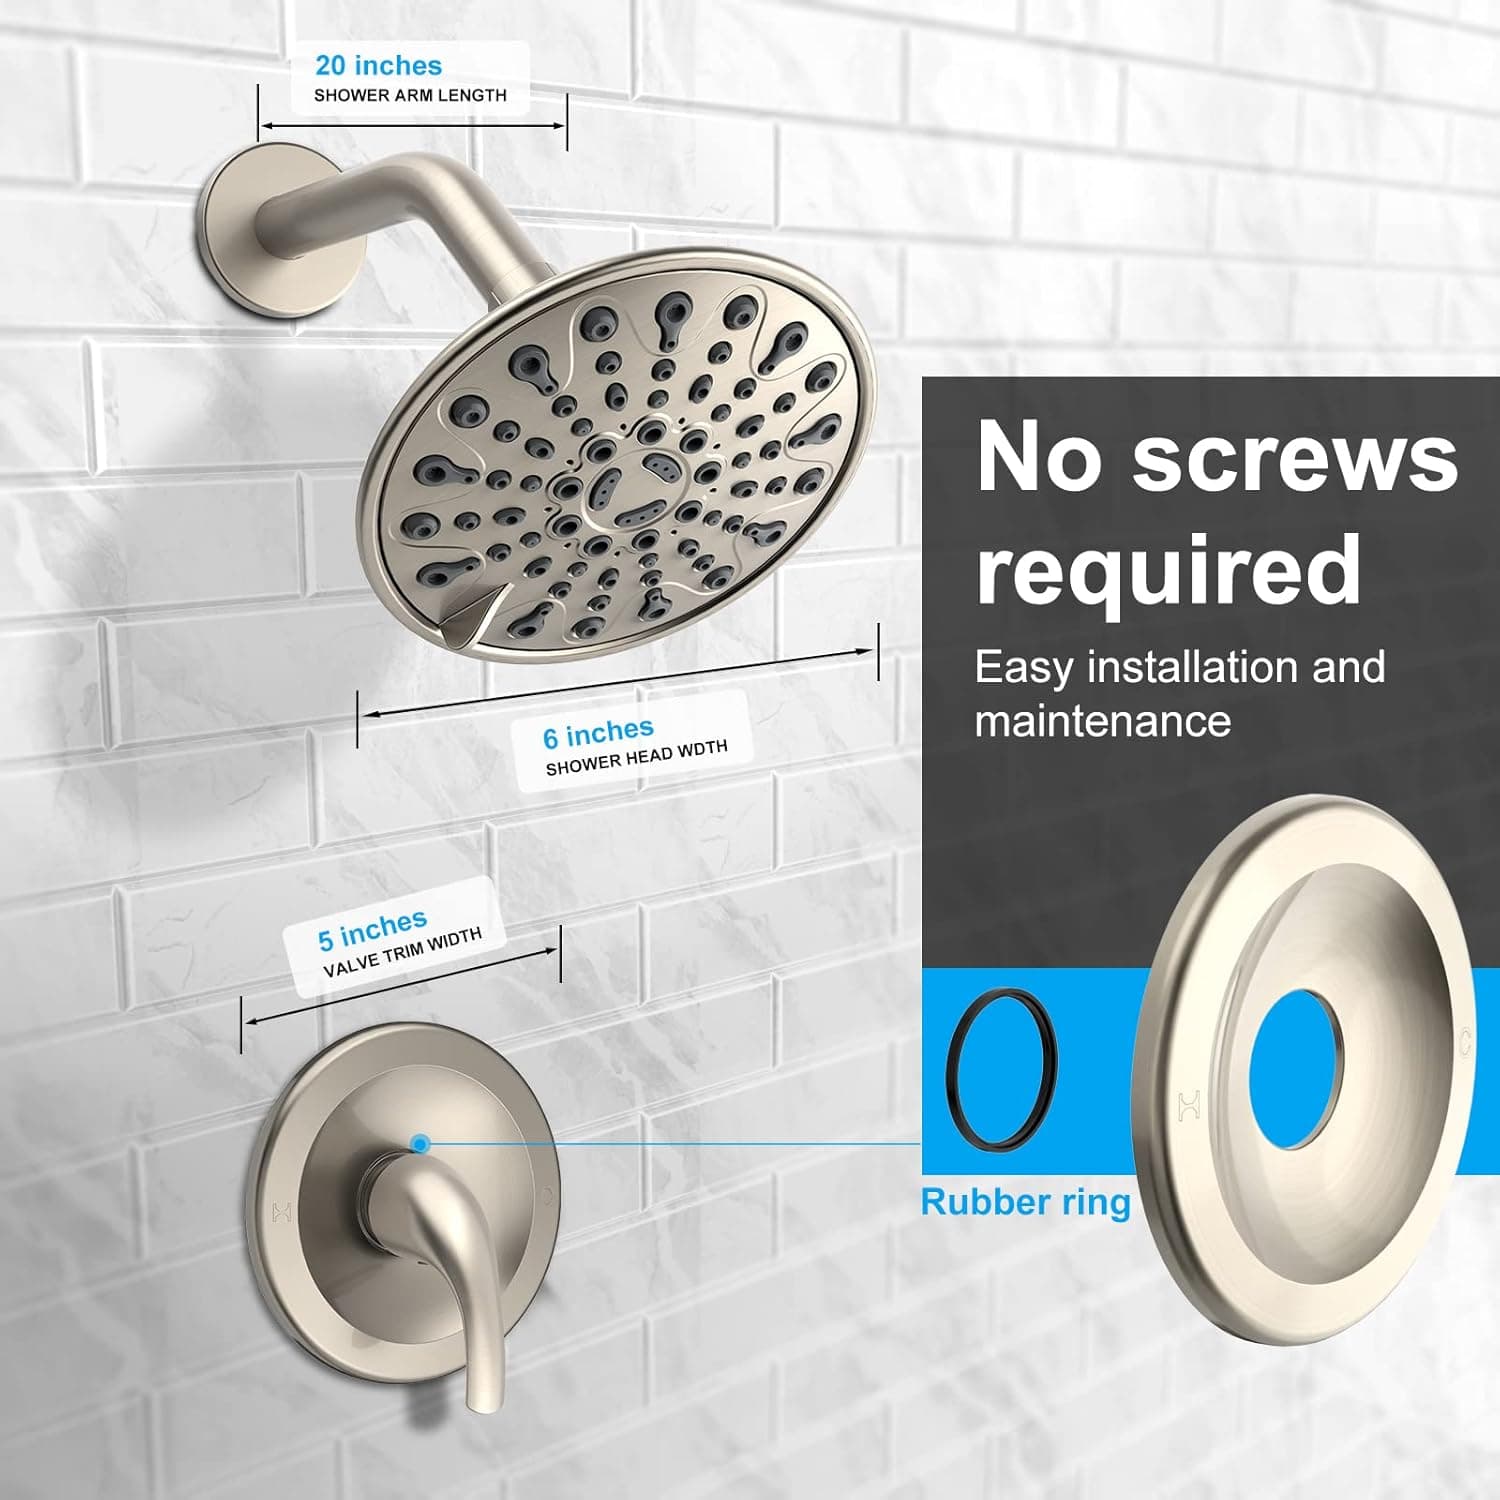 20 inches
SHOWER ARM LENGTH
No screws
required
Easy installation and
maintenance
6 inches
SHOWER HEAD WDTH
5 inches
VALVE TRIM WIDTH
H
C
H
C
Rubber ring